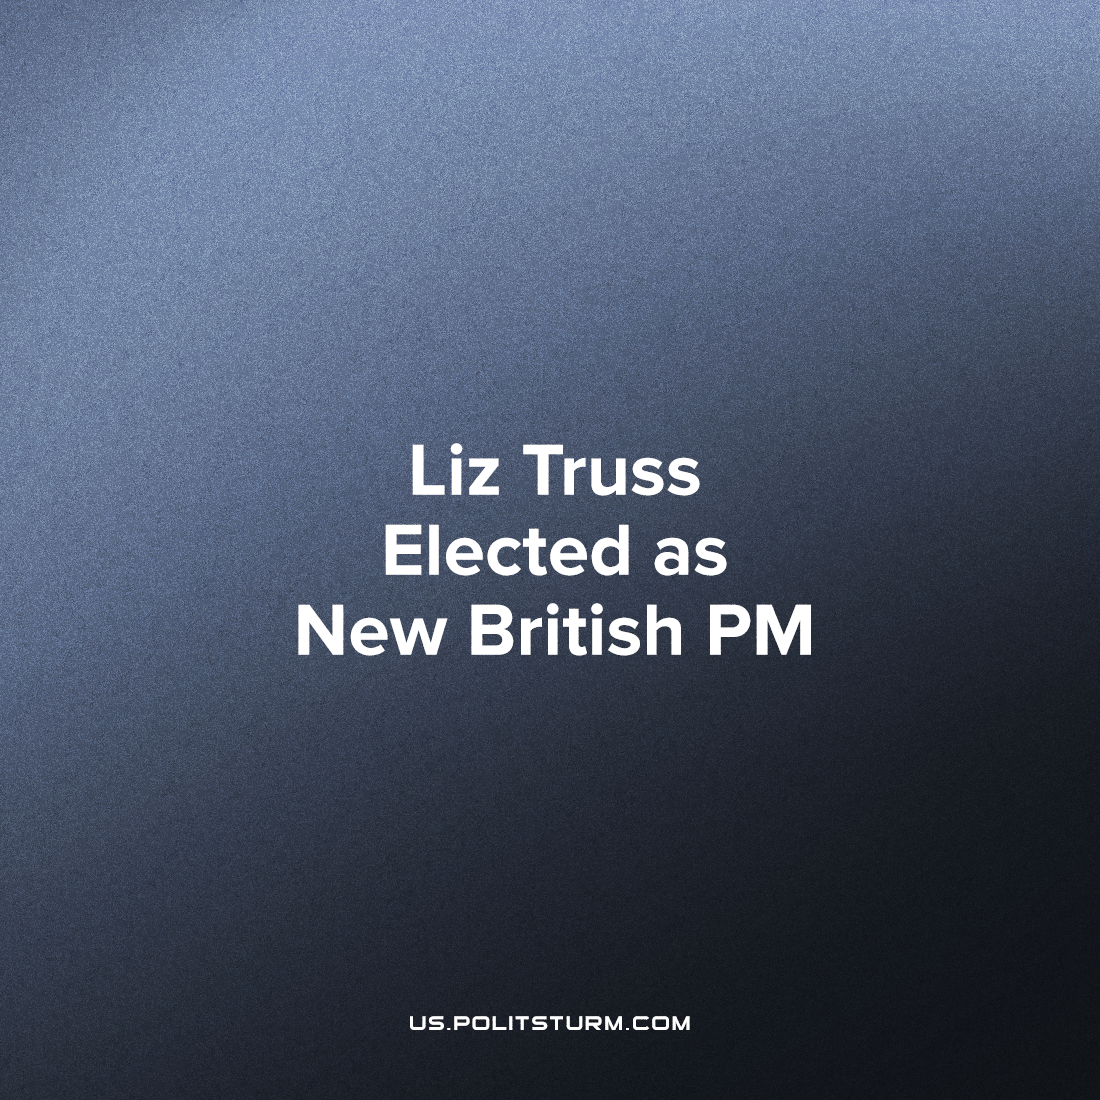 Liz Truss
Elected as
New British PM
US.POLITSTURM.COM